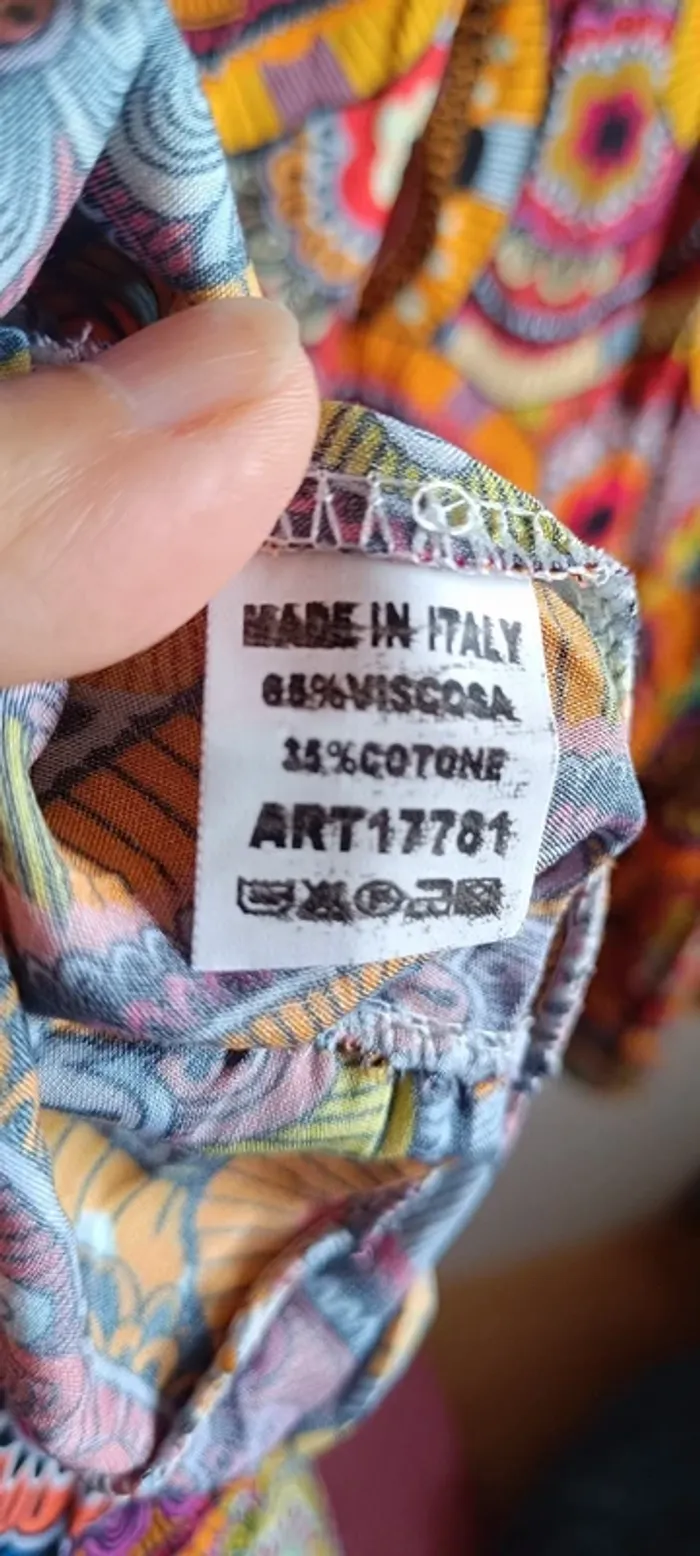 MADE IN ITALY
65%VISCOSA
35%COTONE
ART17781